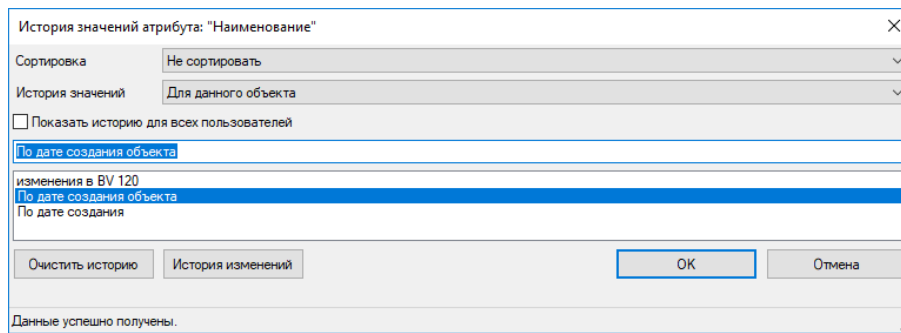 История значений атрибута: "Наименование"
Сортировка Не сортировать
История значений Для данного объекта
Показать историю для всех пользователей
По дате создания объекта
изменения в BV 120
По дате создания объекта
По дате создания
Очистить историю История изменений OK Отмена
Данные успешно получены.